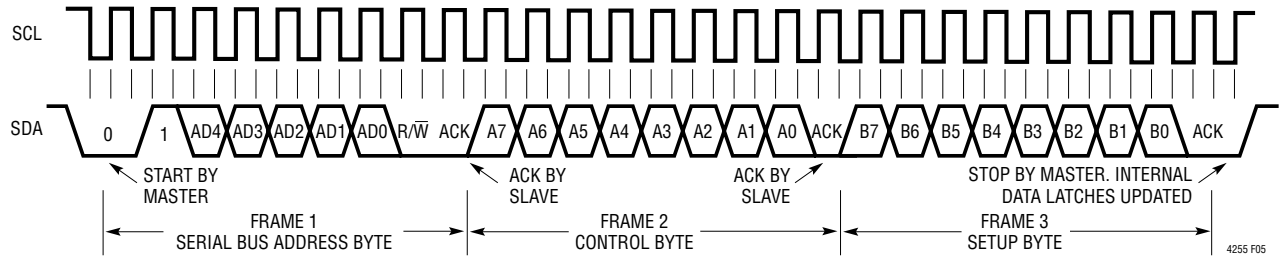 SCL
SDA
0 1 AD4 AD3 AD2 AD1 AD0 R/W̅ ACK A7 A6 A5 A4 A3 A2 A1 A0 ACK B7 B6 B5 B4 B3 B2 B1 B0 ACK
START BY
MASTER
ACK BY
SLAVE
ACK BY
SLAVE
STOP BY MASTER. INTERNAL
DATA LATCHES UPDATED
FRAME 1
SERIAL BUS ADDRESS BYTE
FRAME 2
CONTROL BYTE
FRAME 3
SETUP BYTE
4255 F05